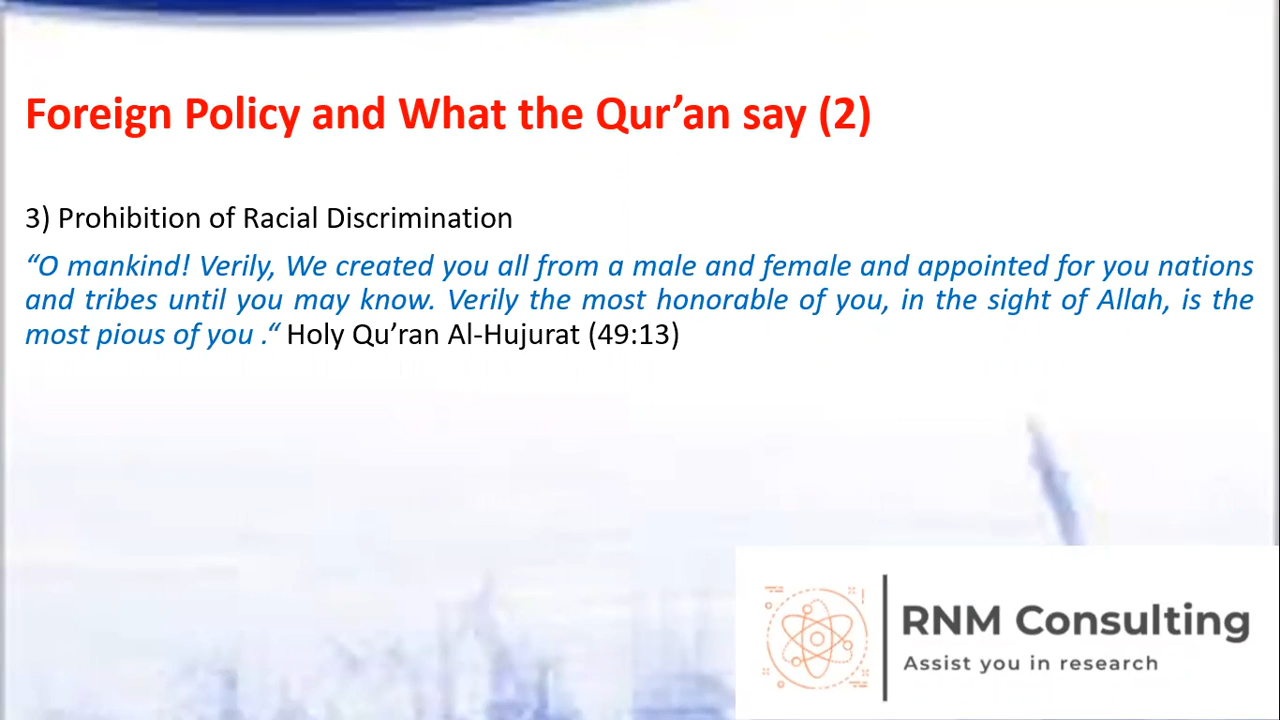 Foreign Policy and What the Qur’an say (2)
3) Prohibition of Racial Discrimination
“O mankind! Verily, We created you all from a male and female and appointed for you nations
and tribes until you may know. Verily the most honorable of you, in the sight of Allah, is the
most pious of you .“ Holy Qu’ran Al-Hujurat (49:13)
RNM Consulting
Assist you in research